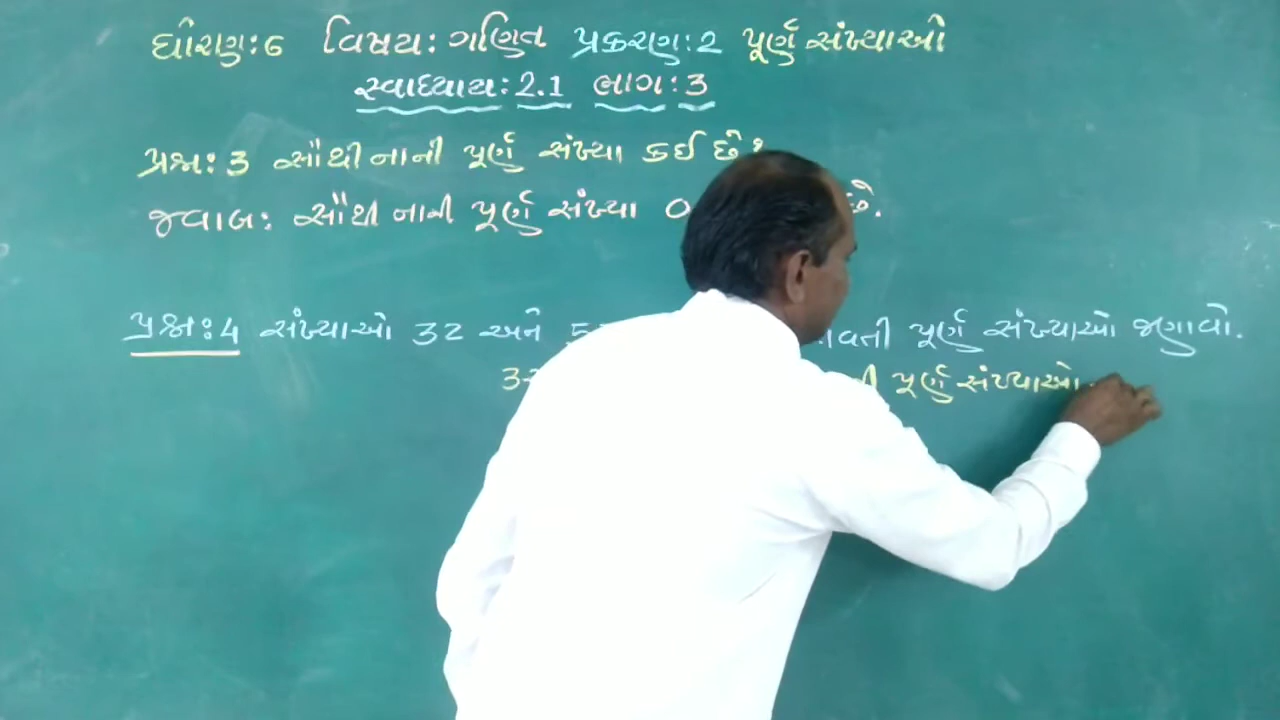 ધોરણ: 6 વિષય: ગણિત પ્રકરણ: 2 પૂર્ણ સંખ્યાઓ
સ્વાધ્યાય: 2.1 ભાગ: 3
પ્રશ્ન: 3 સૌથી નાની પૂર્ણ સંખ્યા કઈ છે?
જવાબ: સૌથી નાની પૂર્ણ સંખ્યા 0 છે.
પ્રશ્ન: 4 સંખ્યાઓ 32 અને પૂર્ણ સંખ્યાઓ જણાવો.
પૂર્ણ સંખ્યાઓ